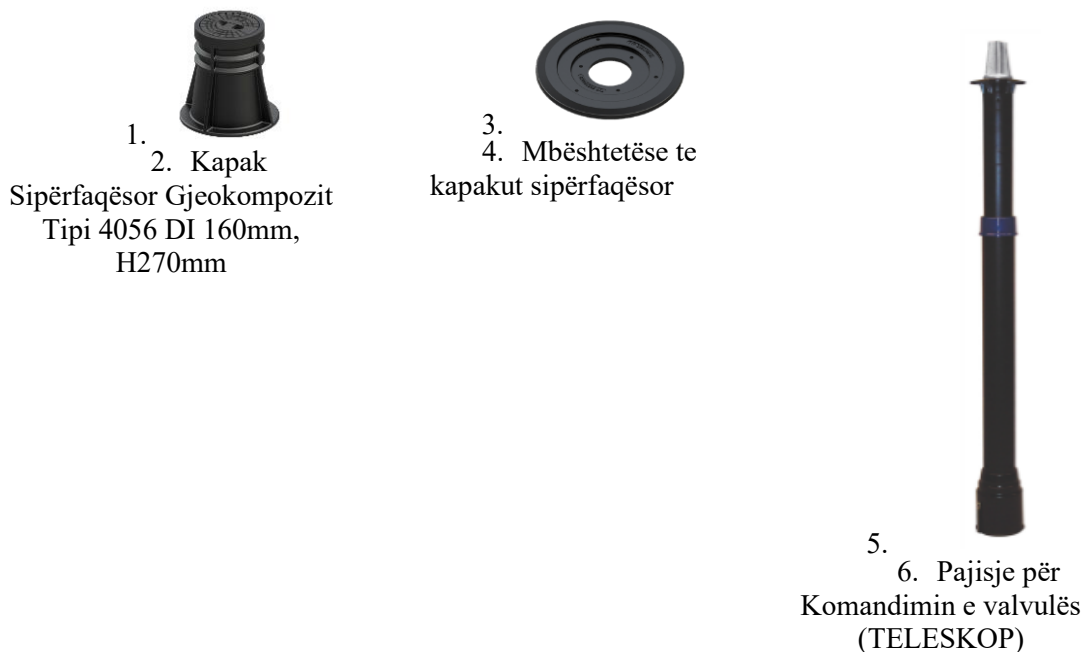 1.
2. Kapak
Sipërfaqësor Gjeokompozit
Tipi 4056 DI 160mm,
H270mm
3.
4. Mbështetëse te
kapakut sipërfaqësor
5.
6. Pajisje për
Komandimin e valvulës
(TELESKOP)